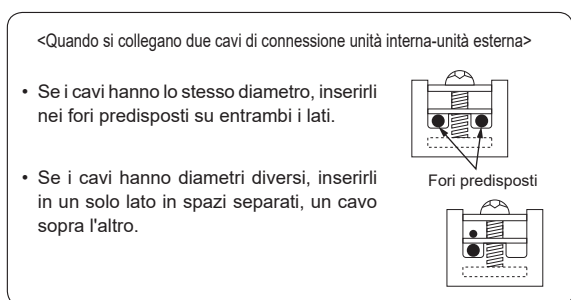 <Quando si collegano due cavi di connessione unità interna-unità esterna>
• Se i cavi hanno lo stesso diametro, inserirli
nei fori predisposti su entrambi i lati.
• Se i cavi hanno diametri diversi, inserirli
in un solo lato in spazi separati, un cavo
sopra l'altro.
Fori predisposti